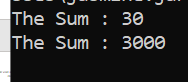 The Sum : 30
The Sum : 3000